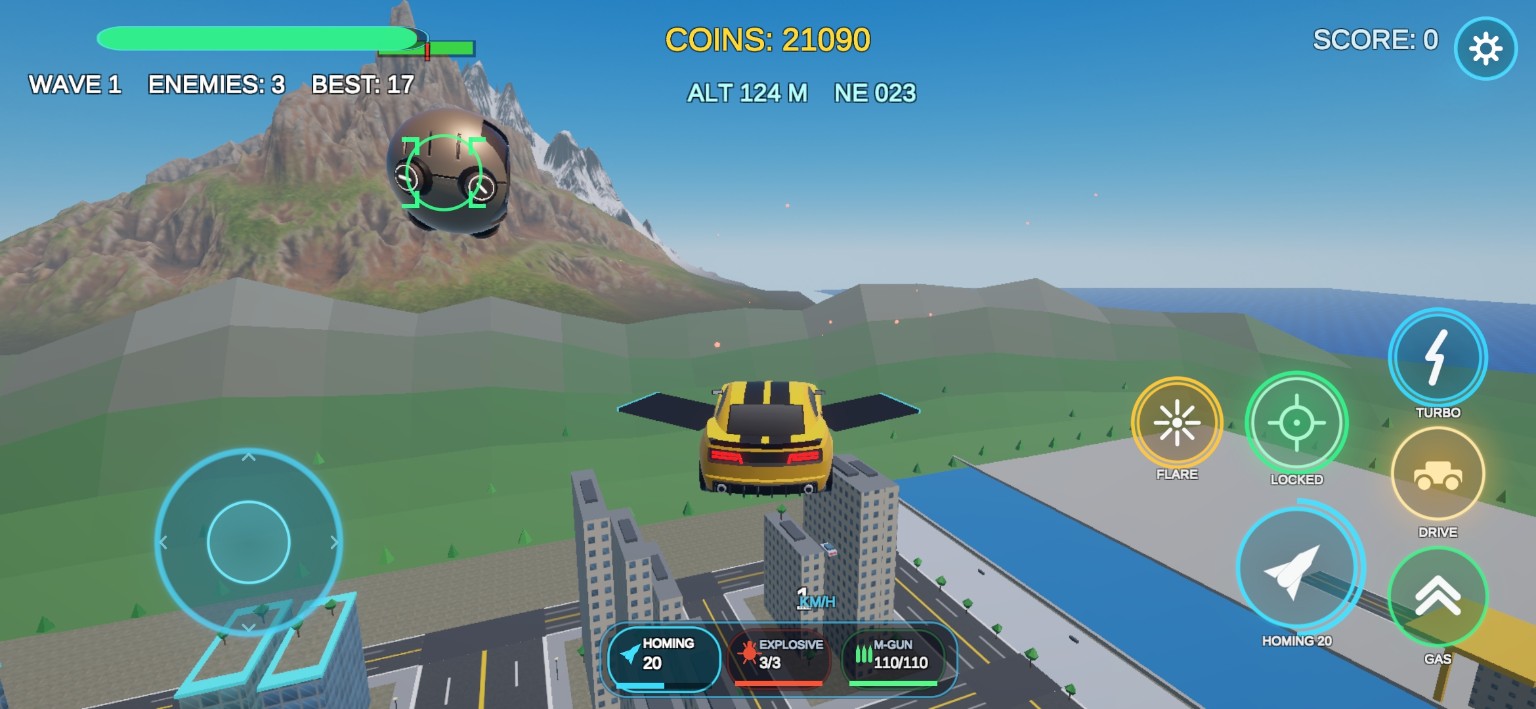 COINS: 21090
SCORE: 0
WAVE 1 ENEMIES: 3 BEST: 17
ALT 124 M NE 023
TURBO
FLARE
LOCKED
DRIVE
1
KM/H
HOMING
20
EXPLOSIVE
3/3
M-GUN
110/110
HOMING 20
GAS